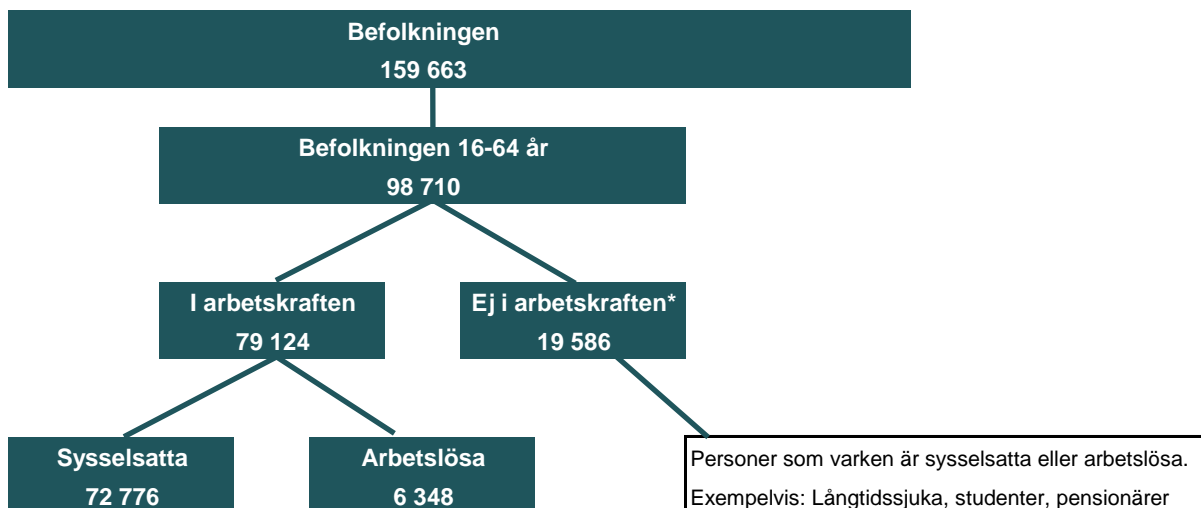 Befolkningen
159 663
Befolkningen 16-64 år
98 710
I arbetskraften
79 124
Ej i arbetskraften*
19 586
Sysselsatta
72 776
Arbetslösa
6 348
Personer som varken är sysselsatta eller arbetslösa.
Exempelvis: Långtidssjuka, studenter, pensionärer